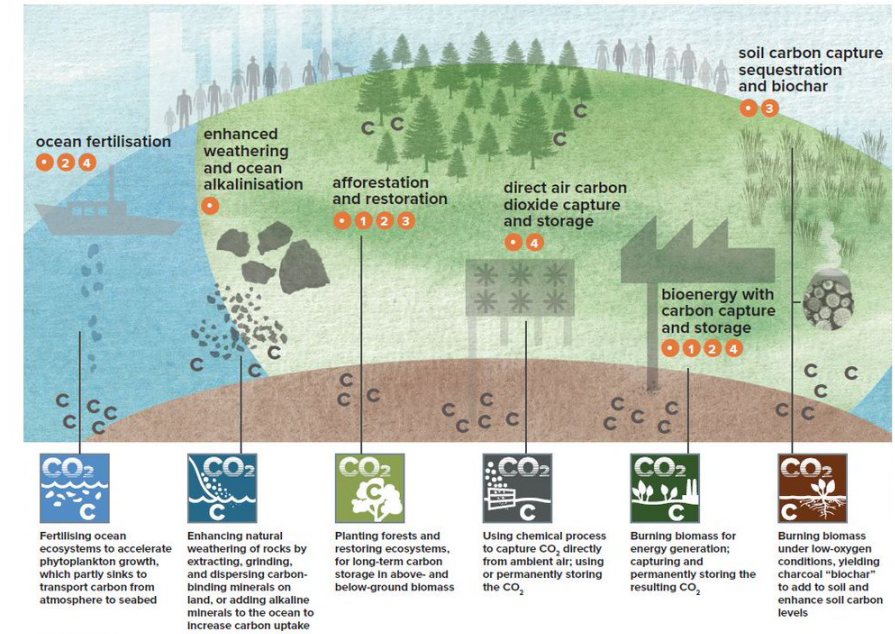 soil carbon capture
sequestration
and biochar
• 3
ocean fertilisation
• 2 4
enhanced
weathering
and ocean
alkalinisation
•
C C
C
C
afforestation
and restoration
• 1 2 3
direct air carbon
dioxide capture
and storage
• 4
bioenergy with
carbon capture
and storage
• 1 2 4
C C C
C C C C C
C C C
C C C C
C C C C
C C C C C
CO2
C
Fertilising ocean
ecosystems to accelerate
phytoplankton growth,
which partly sinks to
transport carbon from
atmosphere to seabed
CO2
C
Enhancing natural
weathering of rocks by
extracting, grinding,
and dispersing carbon-
binding minerals on
land, or adding alkaline
minerals to the ocean to
increase carbon uptake
CO2
C
Planting forests and
restoring ecosystems,
for long-term carbon
storage in above- and
below-ground biomass
CO2
C
Using chemical process
to capture CO2 directly
from ambient air; using
or permanently storing
the CO2
CO2
C
Burning biomass for
energy generation;
capturing and
permanently storing the
resulting CO2
CO2
C
Burning biomass
under low-oxygen
conditions, yielding
charcoal “biochar”
to add to soil and
enhance soil carbon
levels